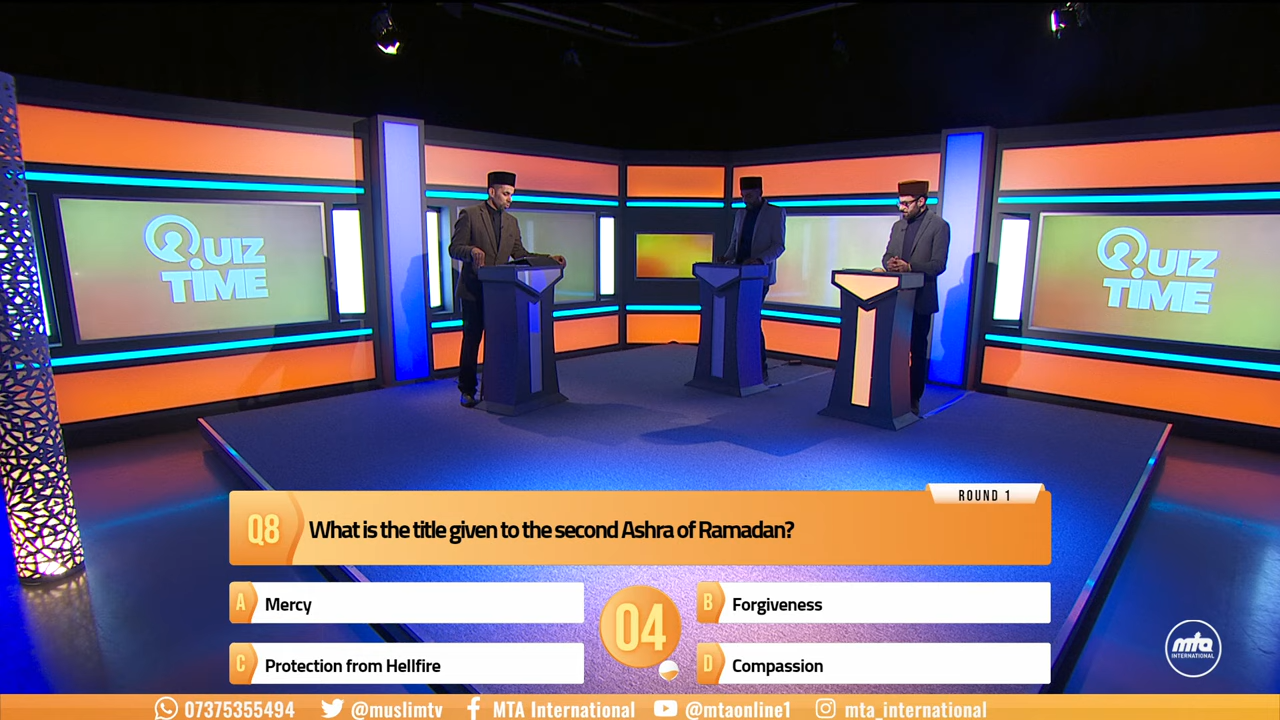 QUIZ
TIME
QUIZ
TIME
ROUND 1
Q8 What is the title given to the second Ashra of Ramadan?
A Mercy
B Forgiveness
04
C Protection from Hellfire
D Compassion
mta
INTERNATIONAL
07375355494 @muslimtv MTA International @mtaonline1 mta_international